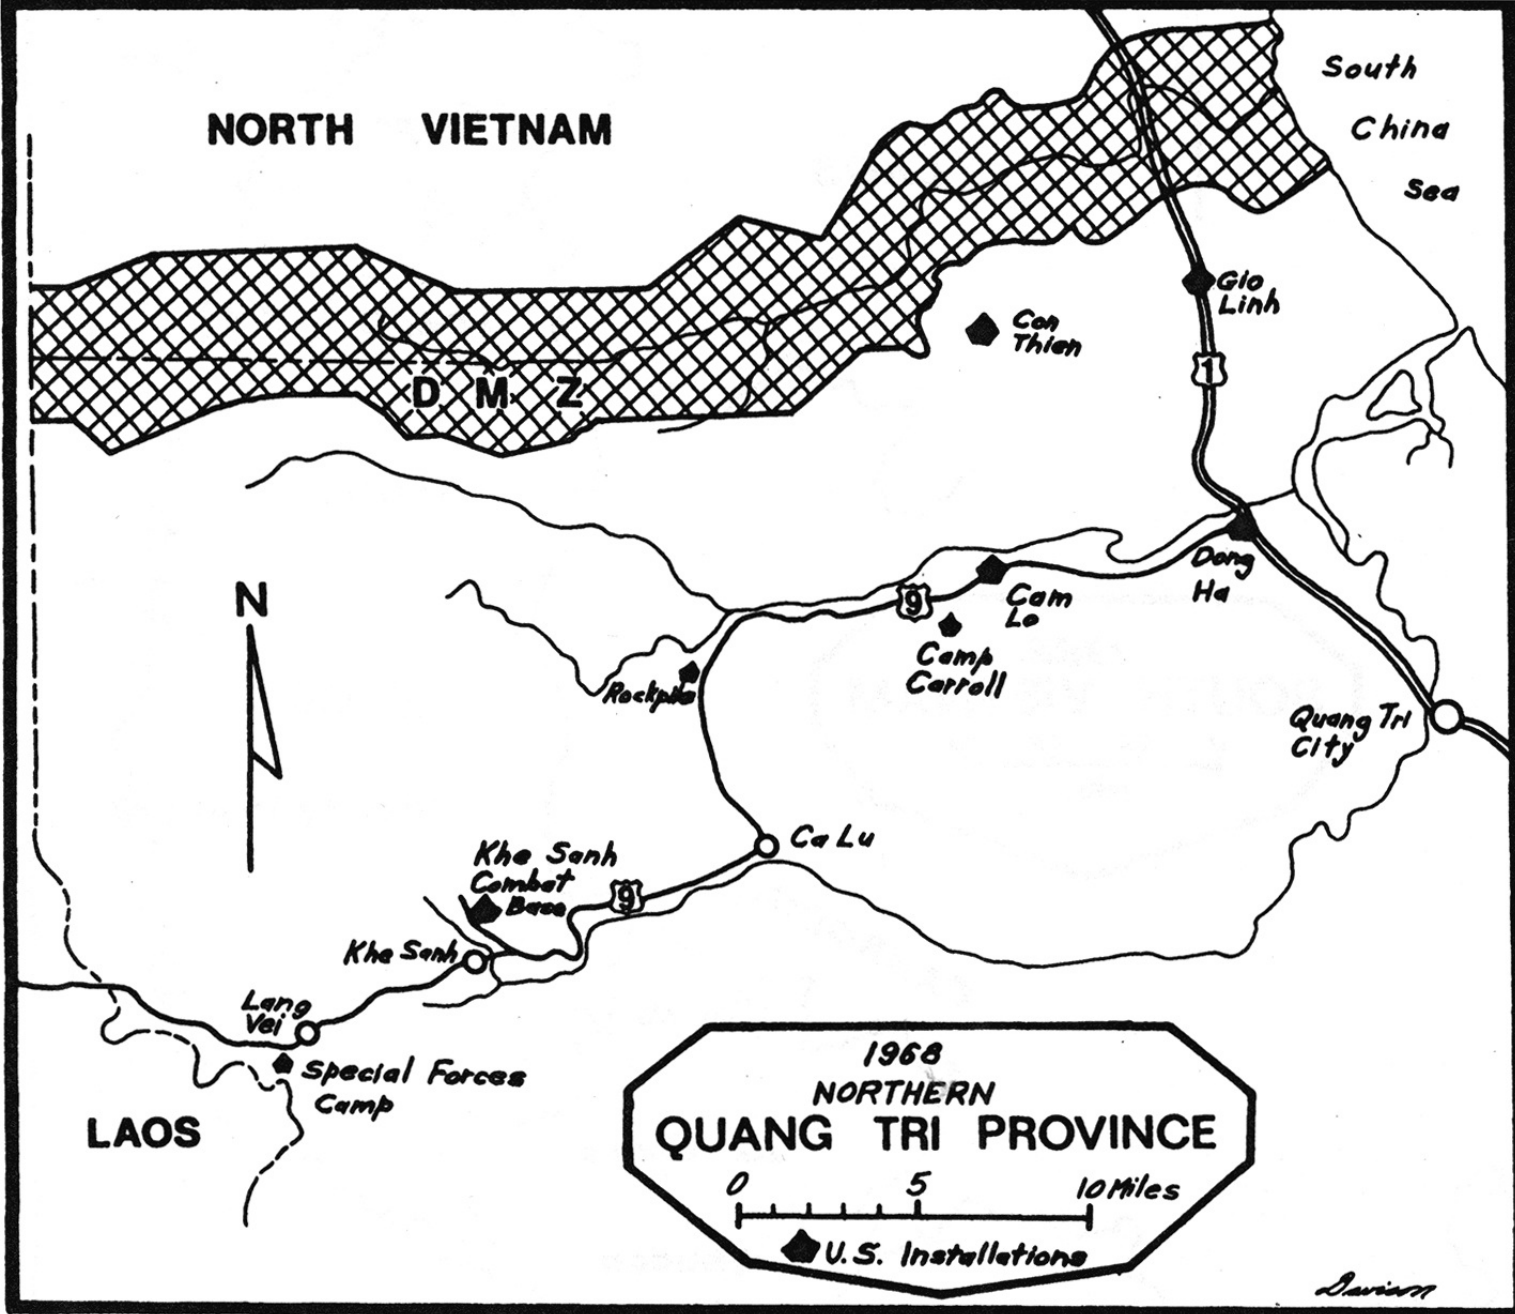 South
China
Sea
NORTH VIETNAM
Gio
Linh
Con
Thien
1
D M Z
Dong
Ha
N
9
Cam
Lo
Camp
Carroll
Rockpile
Quang Tri
City
Ca Lu
Khe Sanh
Combat
Base
9
Khe Sanh
Lang
Vei
Special Forces
Camp
LAOS
1968
NORTHERN
QUANG TRI PROVINCE
0 5 10 Miles
U.S. Installations